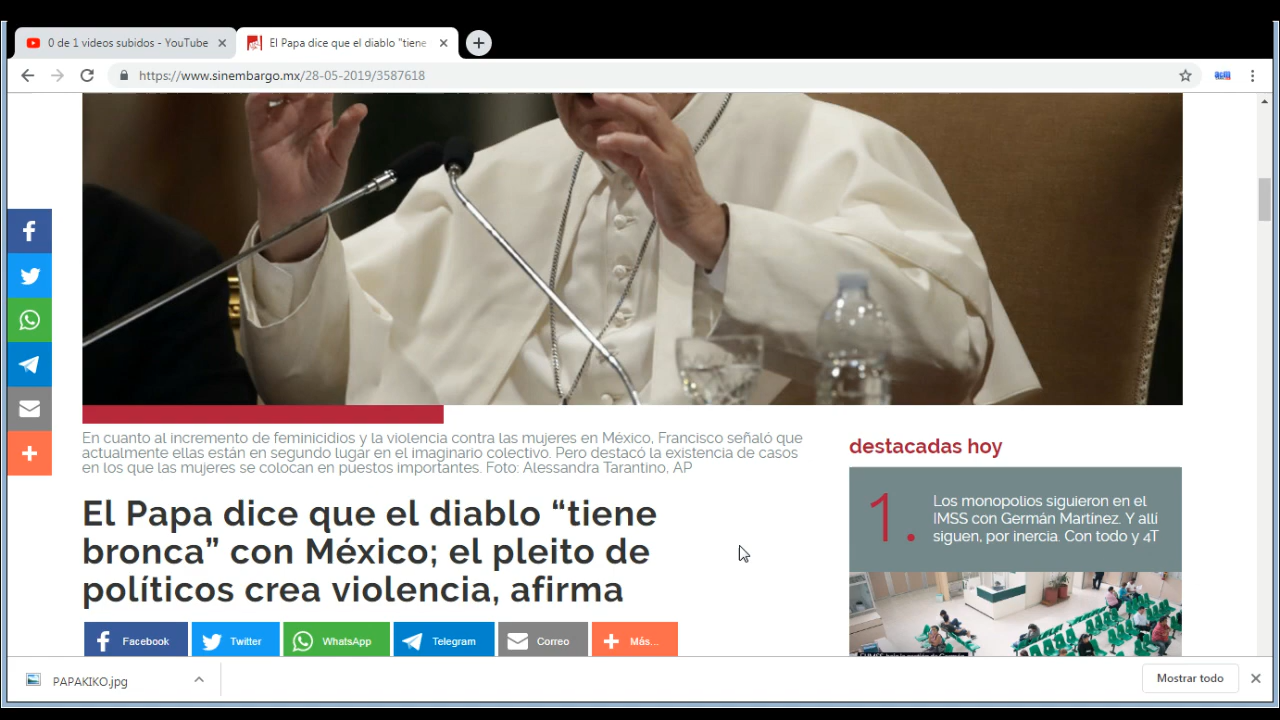 0 de 1 videos subidos - YouTube
El Papa dice que el diablo "tiene
https://www.sinembargo.mx/28-05-2019/3587618
En cuanto al incremento de feminicidios y la violencia contra las mujeres en México, Francisco señaló que
actualmente ellas están en segundo lugar en el imaginario colectivo. Pero destacó la existencia de casos
en los que las mujeres se colocan en puestos importantes. Foto: Alessandra Tarantino, AP
El Papa dice que el diablo “tiene
bronca” con México; el pleito de
políticos crea violencia, afirma
Facebook
Twitter
WhatsApp
Telegram
Correo
Más...
destacadas hoy
1.
Los monopolios siguieron en el
IMSS con Germán Martínez. Y allí
siguen, por inercia. Con todo y 4T
PAPAKIKO.jpg
Mostrar todo